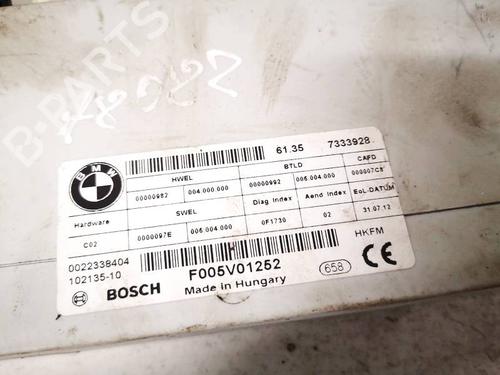 B-PARTS
BMW
61.35 7333928
HWEL BTLD CAFD
00000982 004.000.000 00000992 006.004.000 000007C8
Hardware SWEL Diag Index Aend Index EoL-DATUM
C02 0000097E 005.004.000 0F1730 02 31.07.12
0022338404 HKFM
102135-10 F005V01252 658 CE
BOSCH Made in Hungary